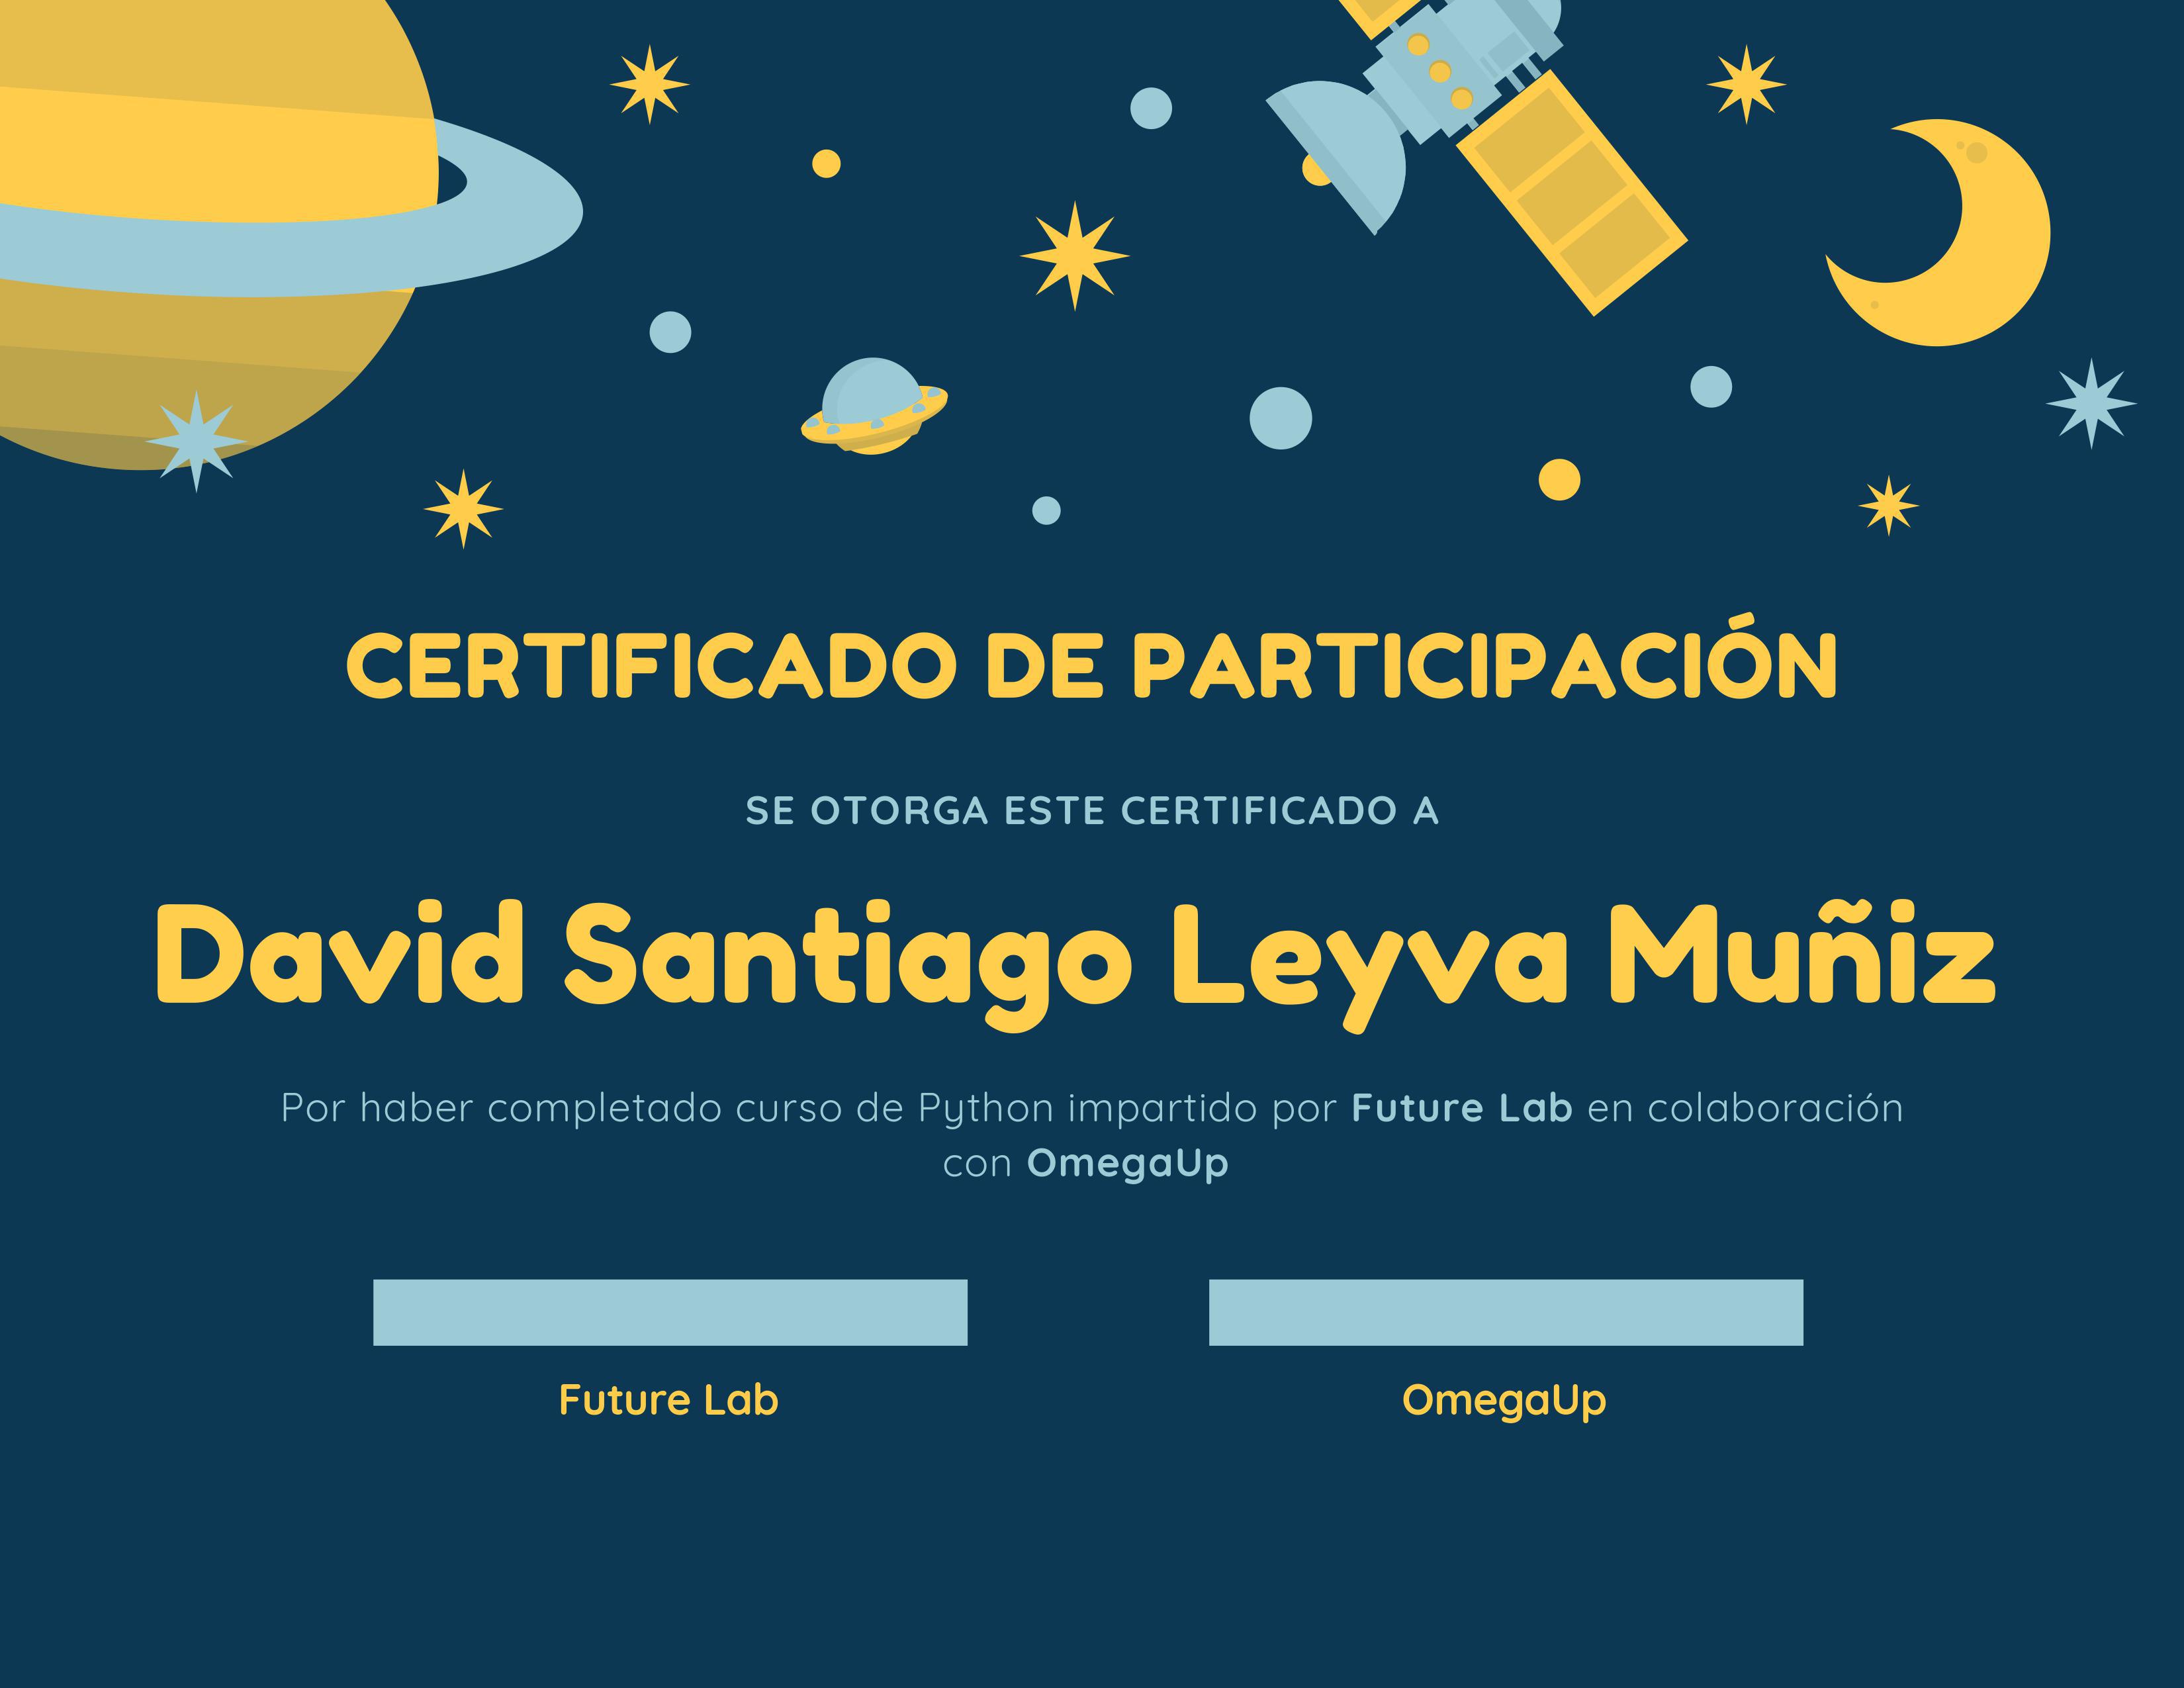 CERTIFICADO DE PARTICIPACIÓN
SE OTORGA ESTE CERTIFICADO A
David Santiago Leyva Muñiz
Por haber completado curso de Python impartido por Future Lab en colaboración
con OmegaUp
Future Lab
OmegaUp